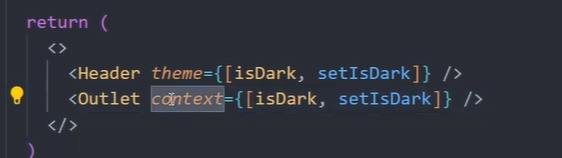 return (
<>
<Header theme={[isDark, setIsDark]} />
<Outlet context={[isDark, setIsDark]} />
</>
)